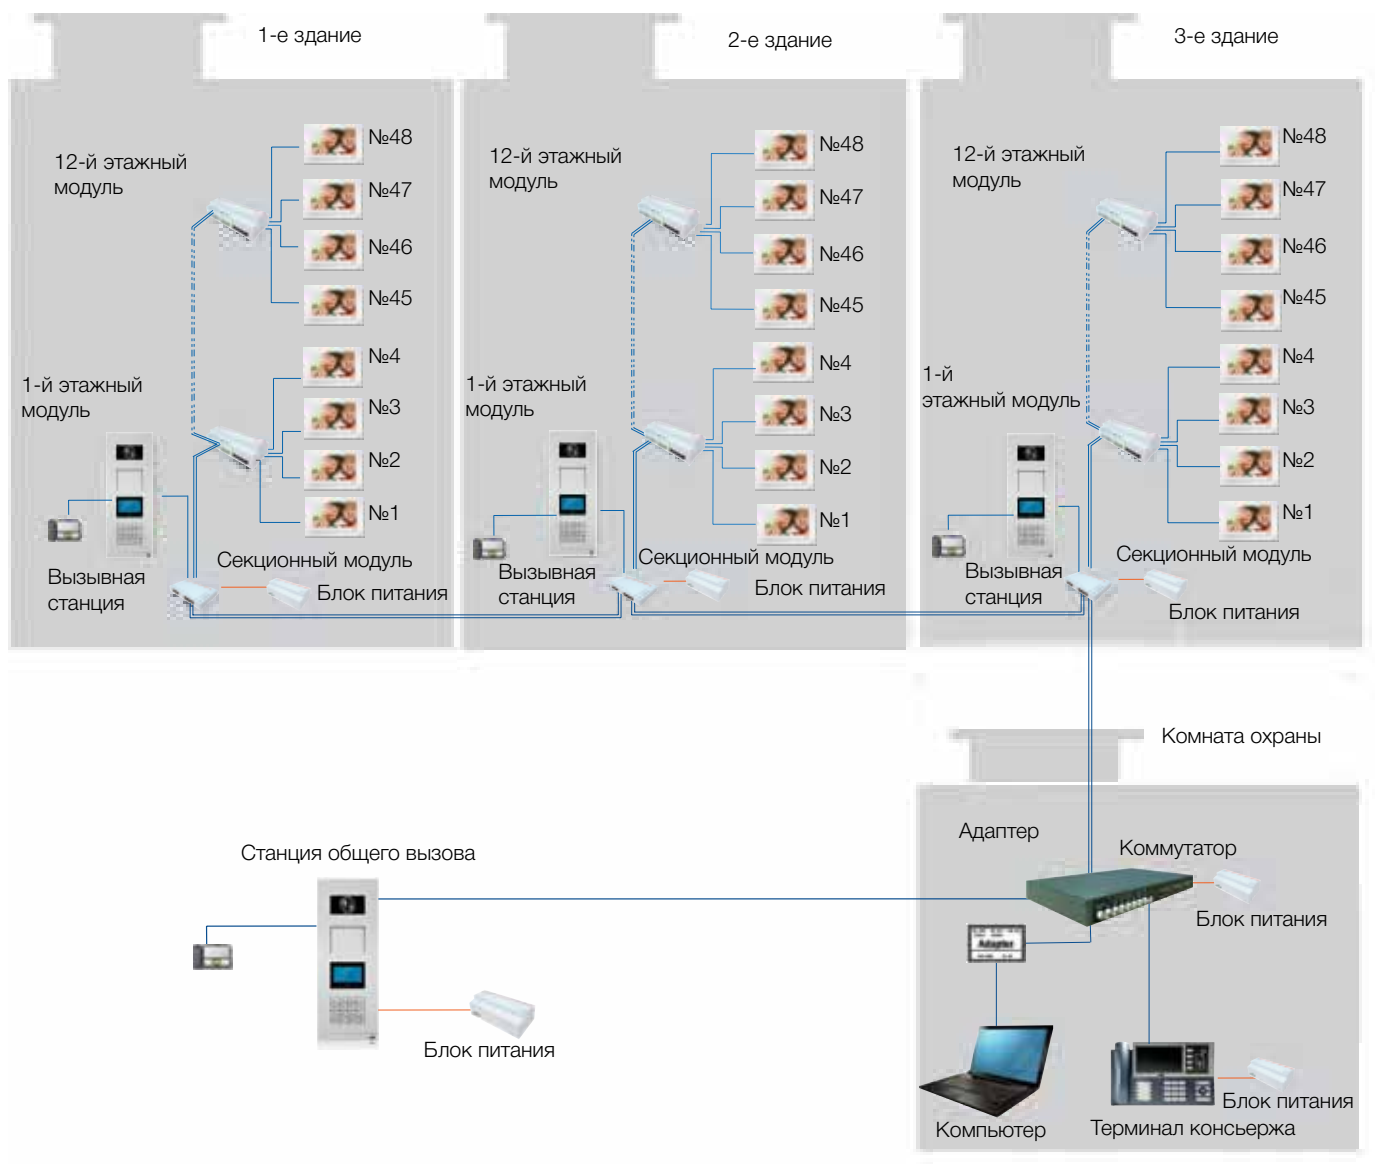 1-е здание
12-й этажный
модуль
№48
№47
№46
№45
1-й этажный
модуль
№4
№3
№2
№1
Вызывная
станция
Секционный модуль
Блок питания
2-е здание
12-й этажный
модуль
№48
№47
№46
№45
1-й этажный
модуль
№4
№3
№2
№1
Вызывная
станция
Секционный модуль
Блок питания
3-е здание
12-й этажный
модуль
№48
№47
№46
№45
1-й
этажный модуль
№4
№3
№2
№1
Вызывная
станция
Секционный модуль
Блок питания
Комната охраны
Адаптер
Коммутатор
Блок питания
Adapter
Компьютер
Терминал консьержа
Блок питания
Станция общего вызова
Блок питания